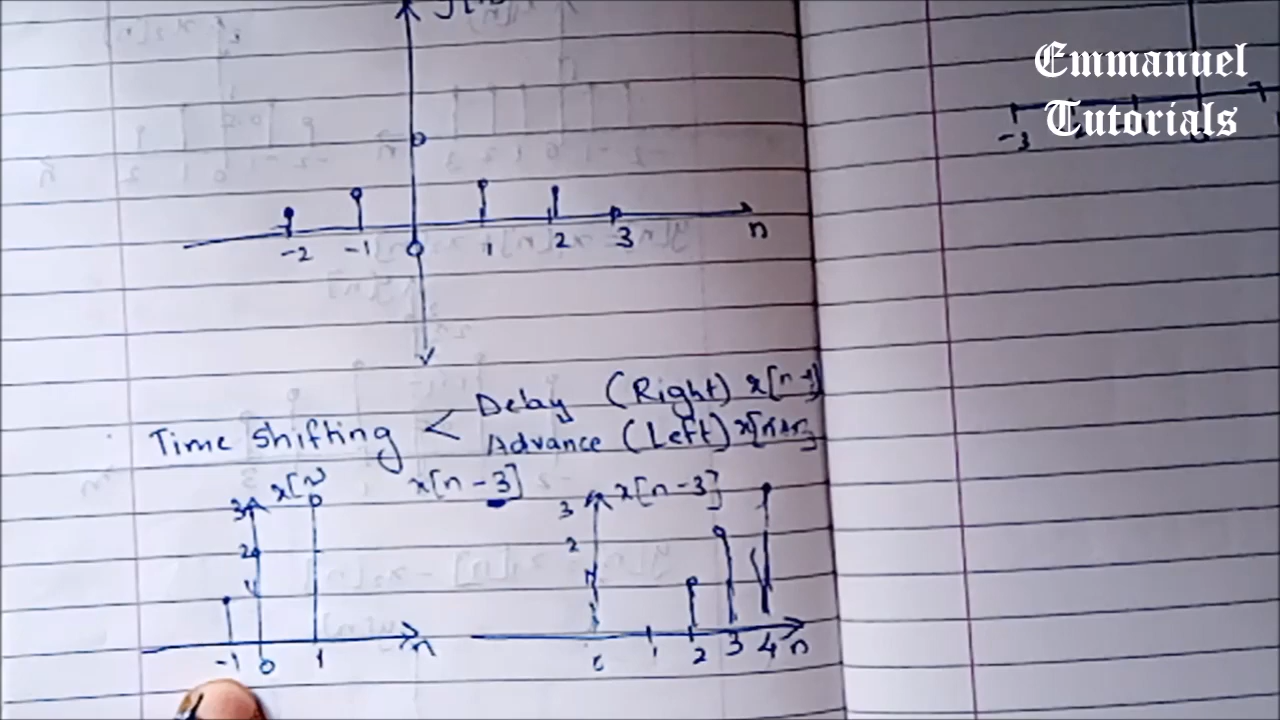 Emmanuel
Tutorials
-3
-2 -1 0 1 2 3 n
Time Shifting < Delay (Right) x[n-
Advance (Left) x[n+
x[n x[n-3] x[n-3]
3 3
2 2
1 1
-1 0 1 n 1 2 3 4 n